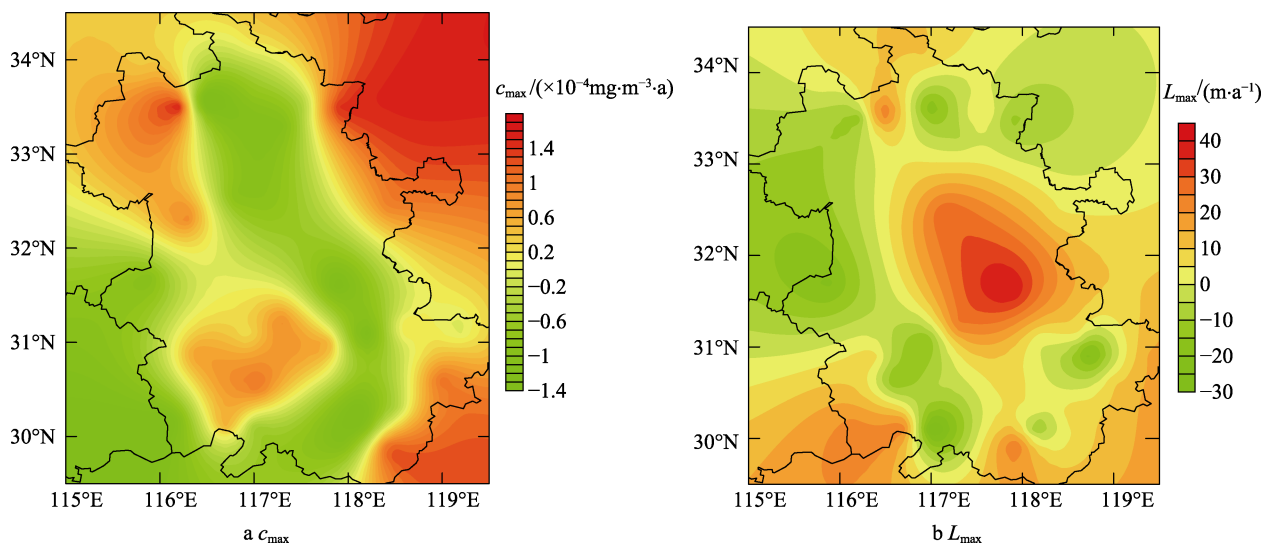 34°N
33°N
32°N
31°N
30°N
115°E 116°E 117°E 118°E 119°E
c_max/(×10⁻⁴mg·m⁻³·a)
1.4
1
0.6
0.2
−0.2
−0.6
−1
−1.4
a c_max
34°N
33°N
32°N
31°N
30°N
115°E 116°E 117°E 118°E 119°E
L_max/(m·a⁻¹)
40
30
20
10
0
−10
−20
−30
b L_max